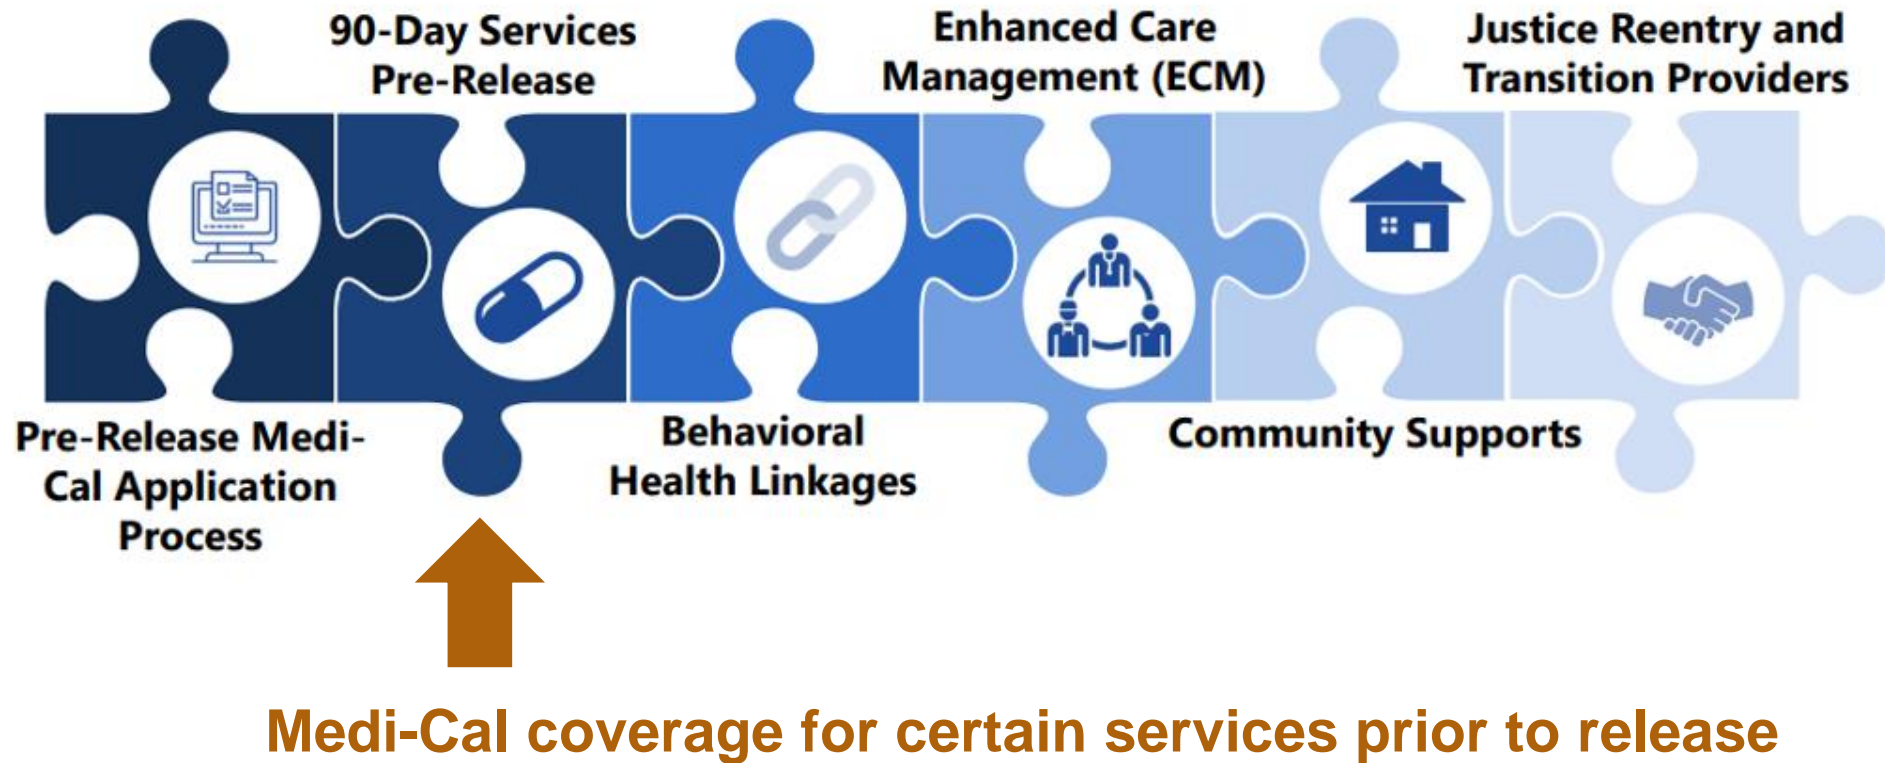 90-Day Services
Pre-Release
Enhanced Care
Management (ECM)
Justice Reentry and
Transition Providers
Pre-Release Medi-
Cal Application
Process
Behavioral
Health Linkages
Community Supports
Medi-Cal coverage for certain services prior to release